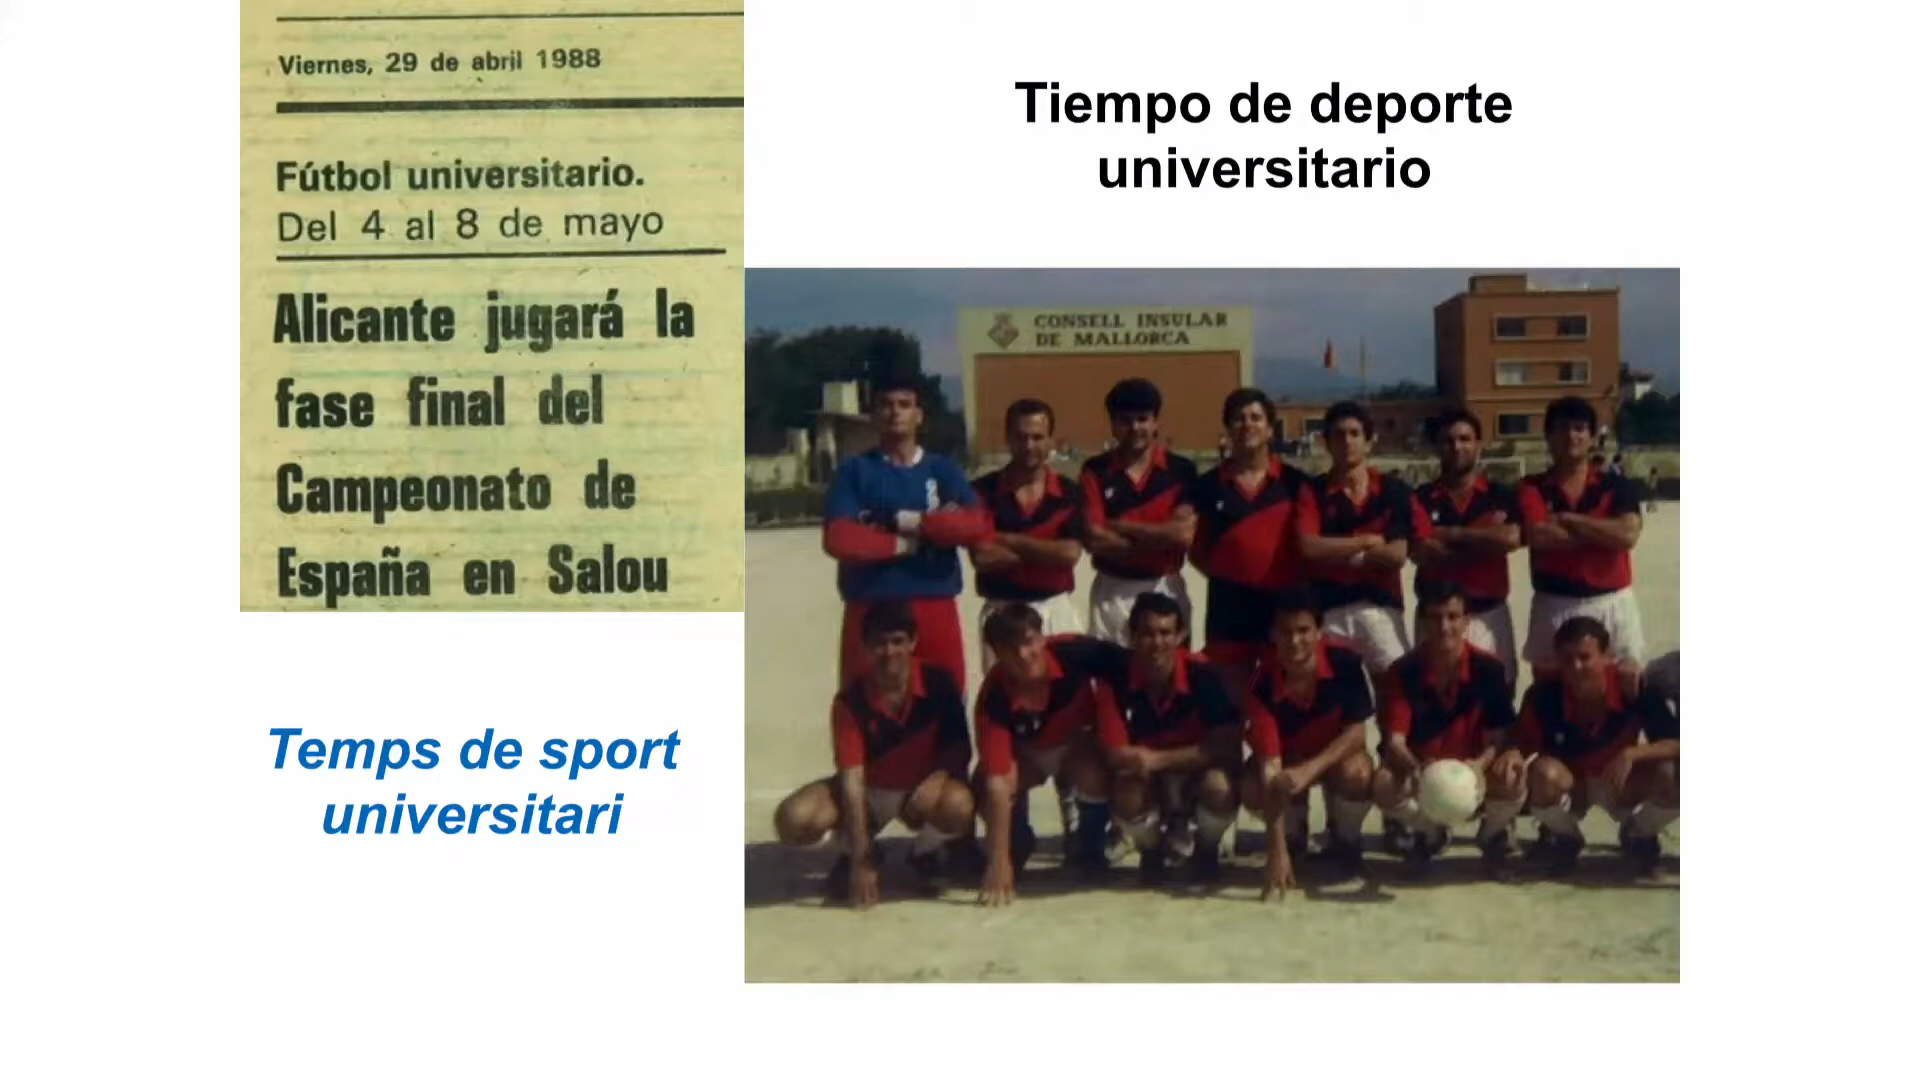 Viernes, 29 de abril 1988
Fútbol universitario.
Del 4 al 8 de mayo
Alicante jugará la
fase final del
Campeonato de
España en Salou
Tiempo de deporte
universitario
CONSELL INSULAR
DE MALLORCA
Temps de sport
universitari